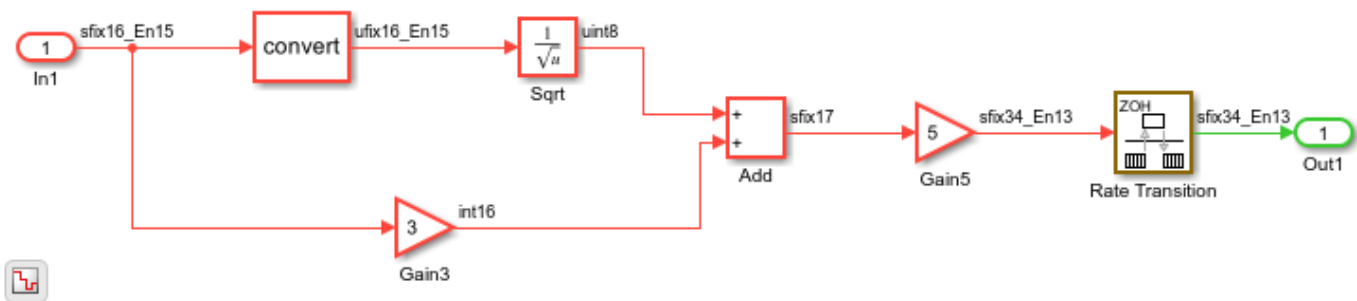 1
In1
sfix16_En15
convert
ufix16_En15
1
√u
Sqrt
uint8
3
Gain3
int16
+
+
Add
sfix17
5
Gain5
sfix34_En13
ZOH
Rate Transition
sfix34_En13
1
Out1